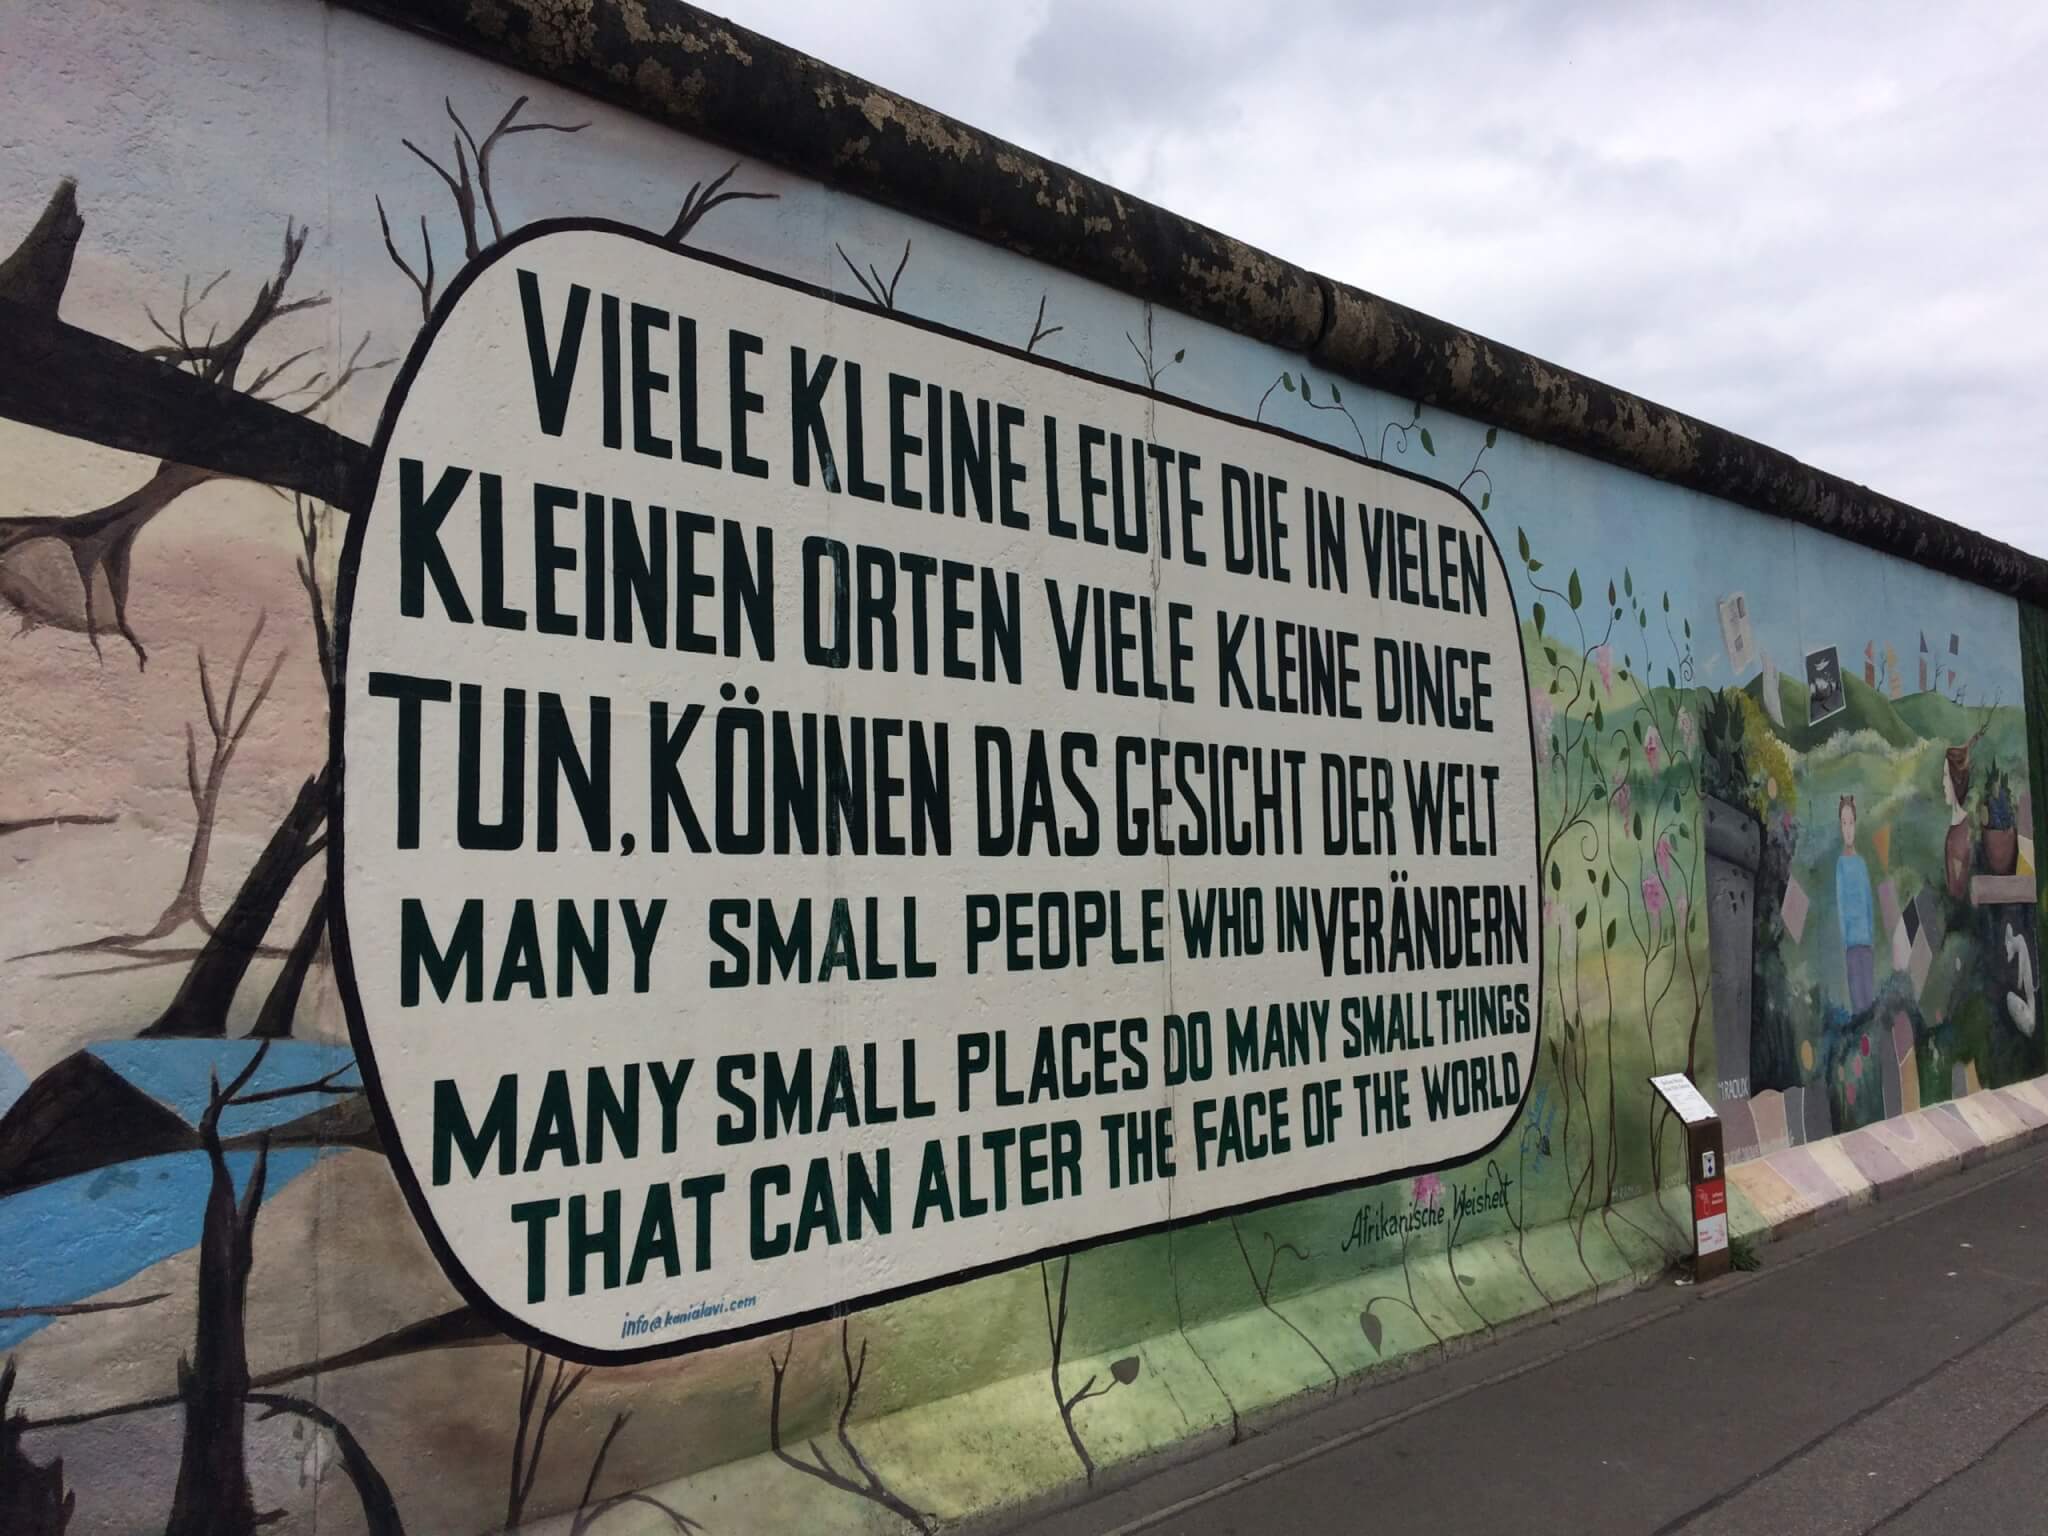 VIELE KLEINE LEUTE DIE IN VIELEN
KLEINEN ORTEN VIELE KLEINE DINGE
TUN, KÖNNEN DAS GESICHT DER WELT
VERÄNDERN
MANY SMALL PEOPLE WHO IN
MANY SMALL PLACES DO MANY SMALL THINGS
THAT CAN ALTER THE FACE OF THE WORLD
info@kanialavi.com
Afrikanische Weisheit